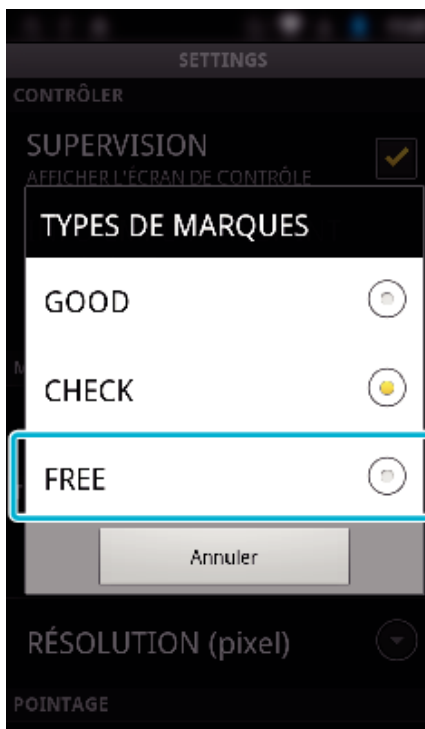 SETTINGS
CONTRÔLER
SUPERVISION
AFFICHER L'ÉCRAN DE CONTRÔLE
TYPES DE MARQUES
GOOD
CHECK
FREE
Annuler
RÉSOLUTION (pixel)
POINTAGE